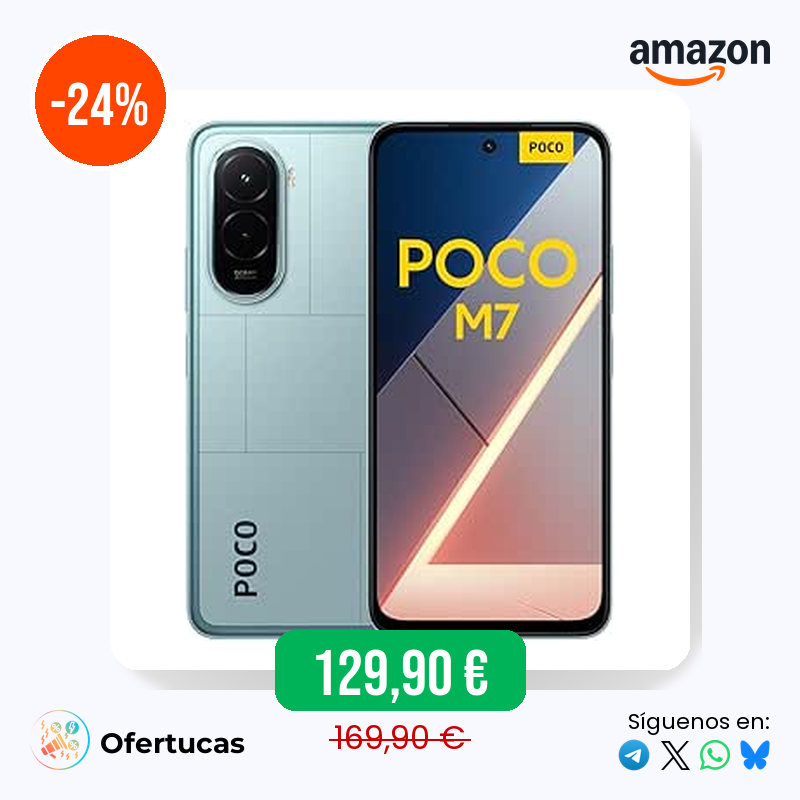 -24%
amazon
POCO
POCO
M7
POCO
129,90 €
169,90 €
Ofertucas
Síguenos en: